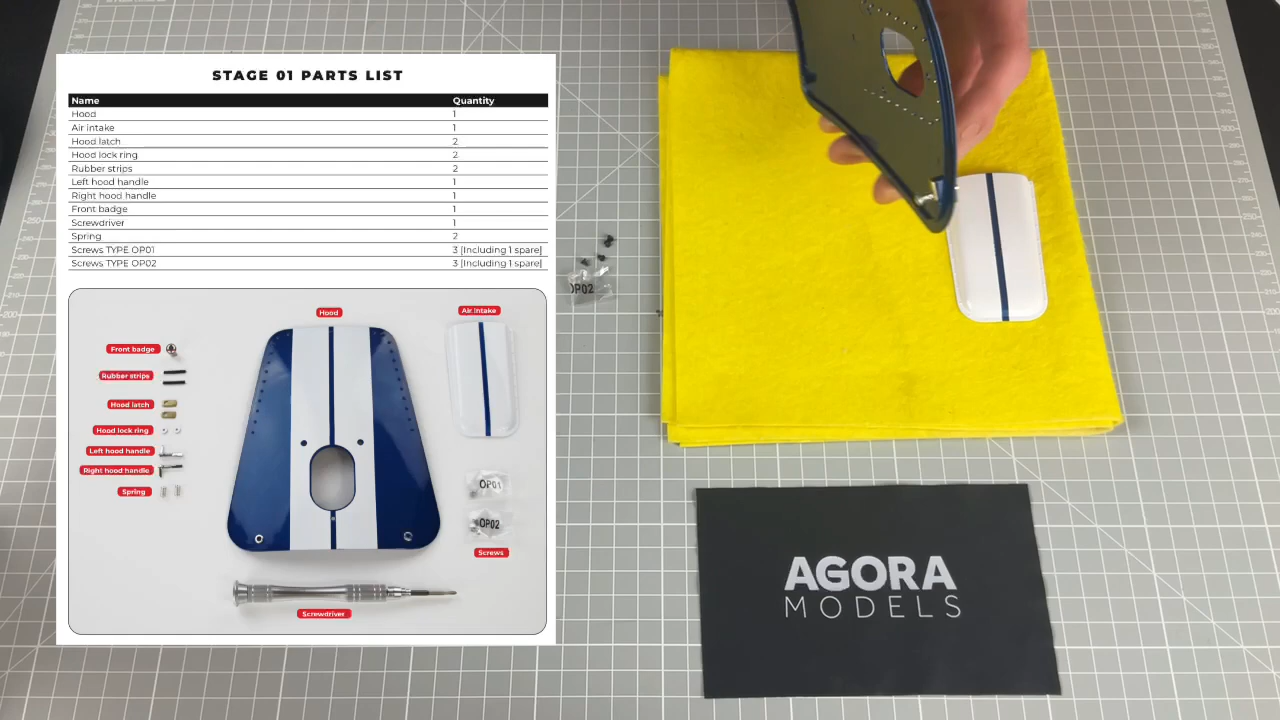 STAGE 01 PARTS LIST
Name Quantity
Hood 1
Air intake 1
Hood latch 2
Hood lock ring 2
Rubber strips 2
Left hood handle 1
Right hood handle 1
Front badge 1
Screwdriver 1
Spring 2
Screws TYPE OP01 3 [Including 1 spare]
Screws TYPE OP02 3 [Including 1 spare]
Hood
Air intake
Front badge
Rubber strips
Hood latch
Hood lock ring
Left hood handle
Right hood handle
Spring
OP01
OP02
Screws
Screwdriver
OP02
AGORA
MODELS